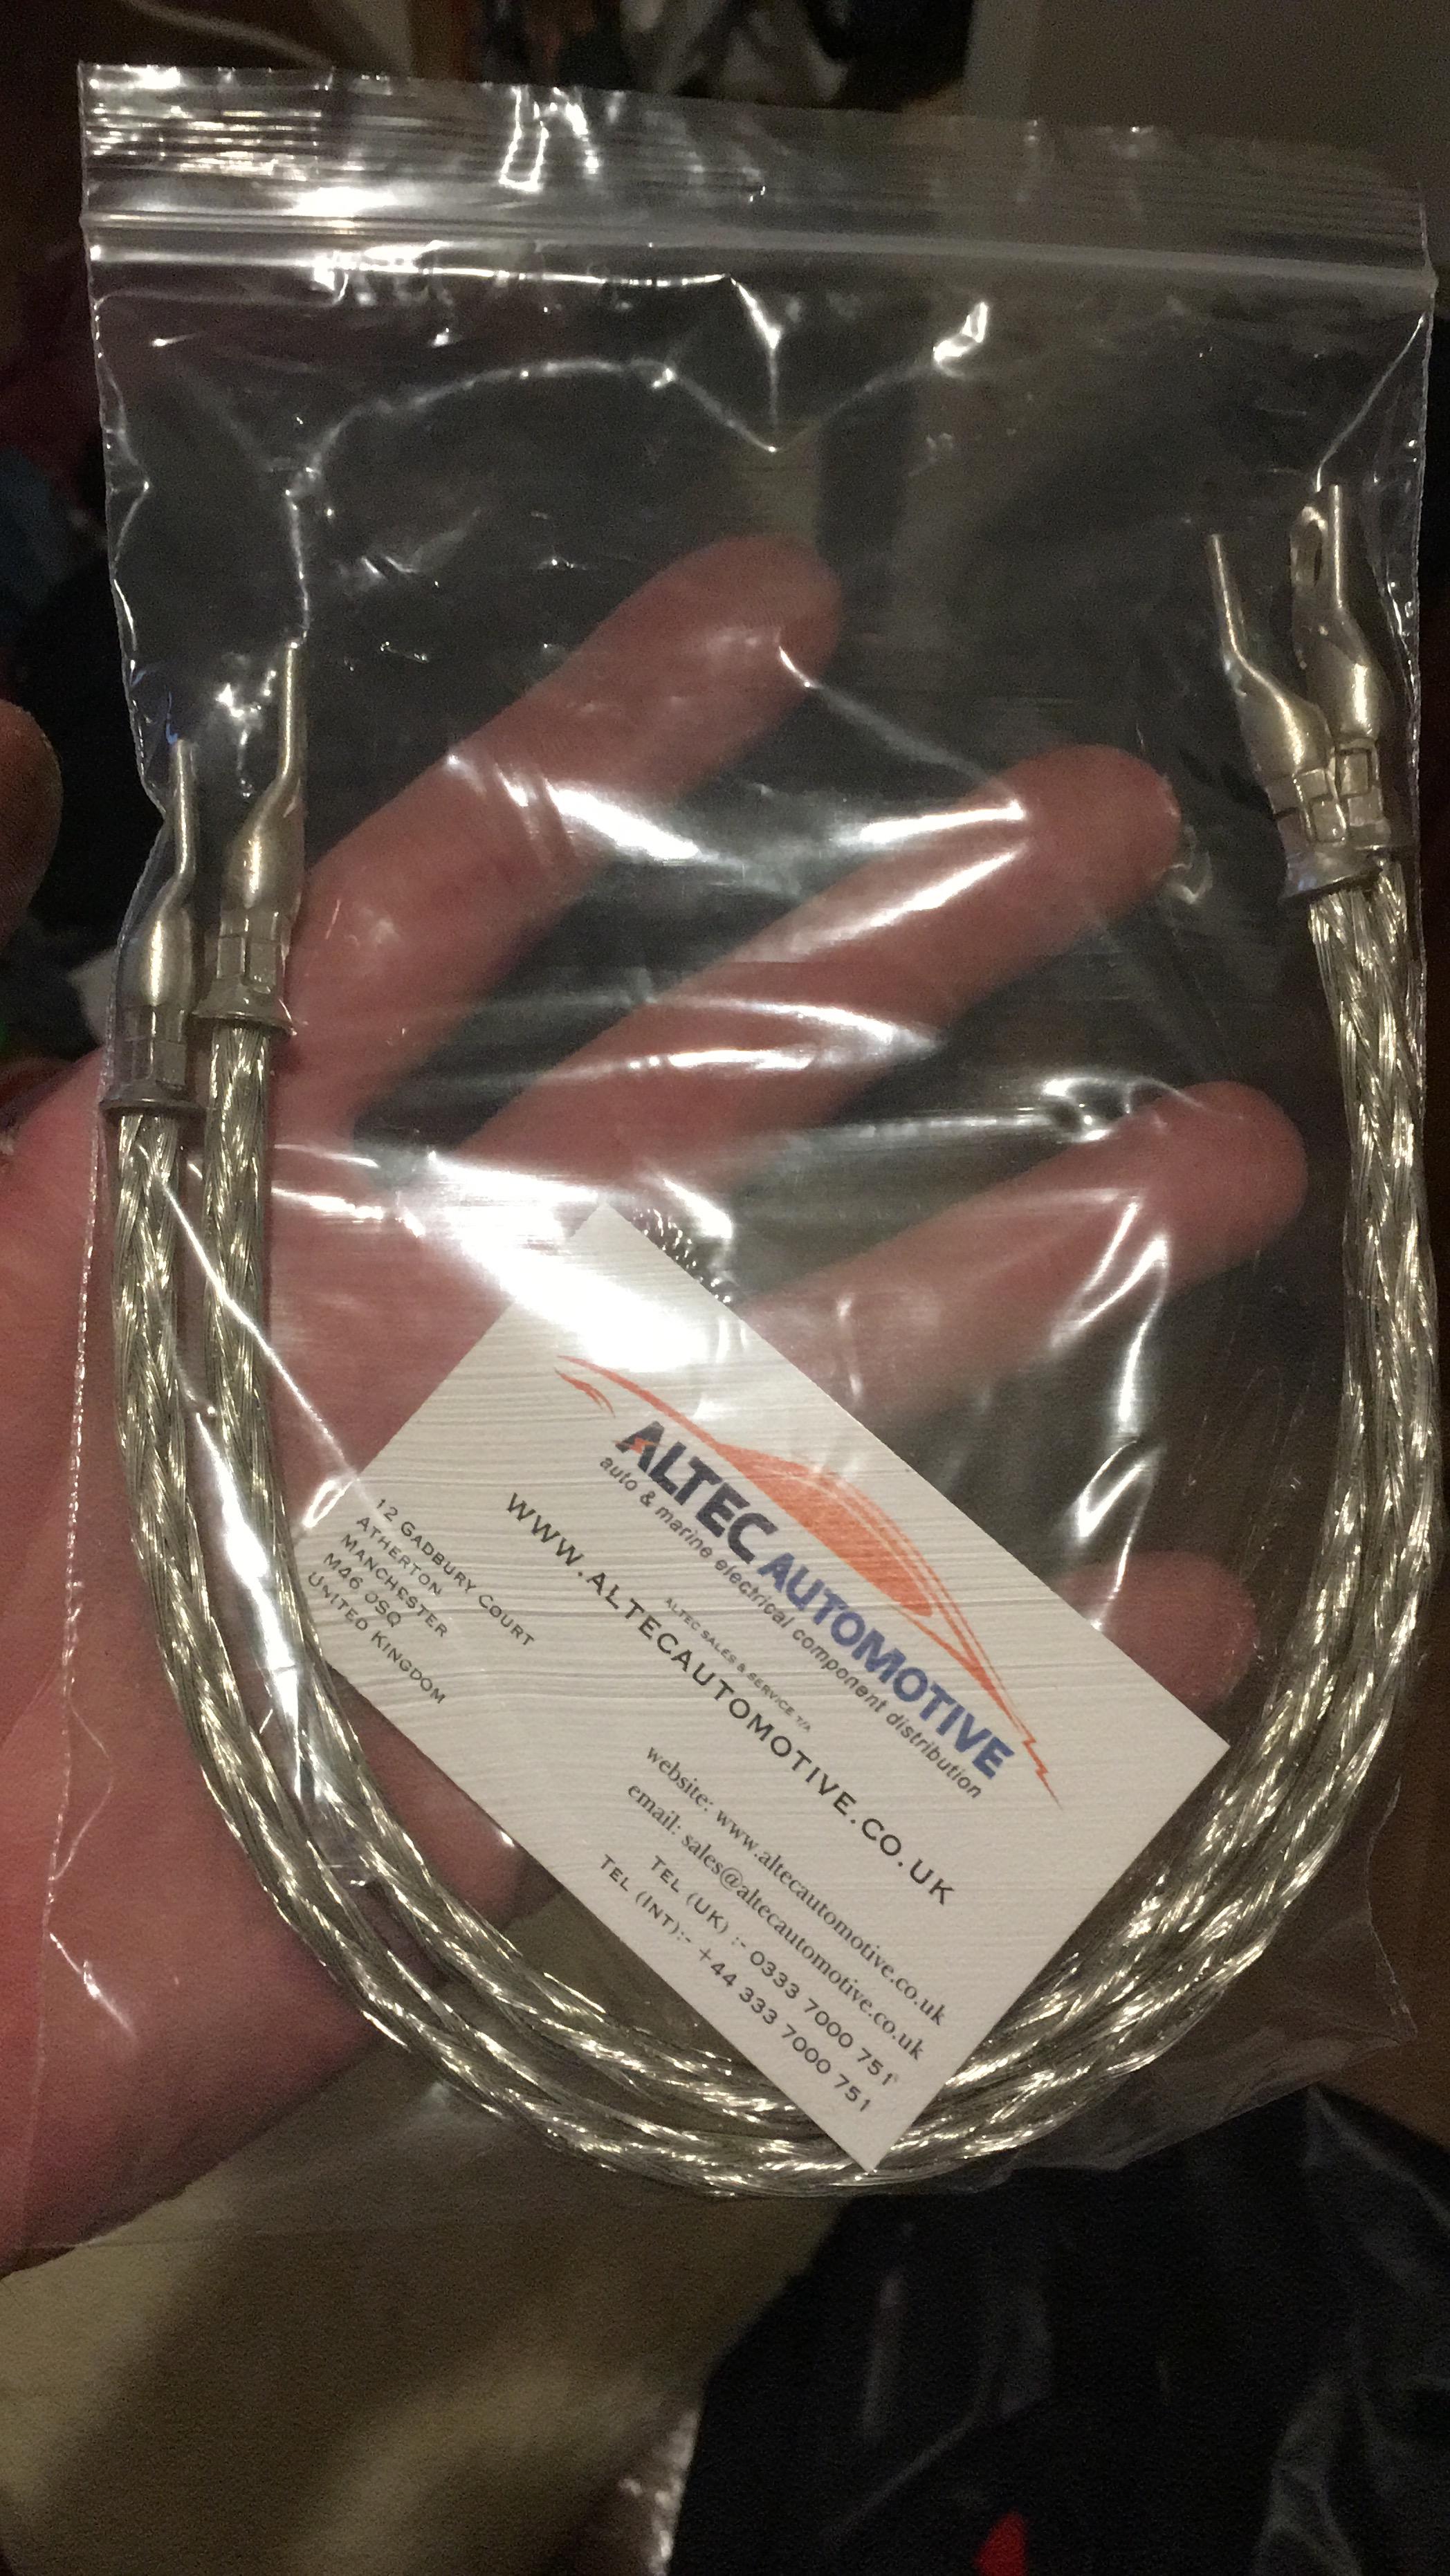 ALTEC AUTOMOTIVE
auto & marine electrical component distribution
ALTEC SALES & SERVICE T/A
WWW.ALTECAUTOMOTIVE.CO.UK
12 GADBURY COURT
ATHERTON
MANCHESTER
M46 0SQ
UNITED KINGDOM
website: www.altecautomotive.co.uk
email: sales@altecautomotive.co.uk
TEL (UK) :- 0333 7000 751
TEL (INT):- +44 333 7000 751